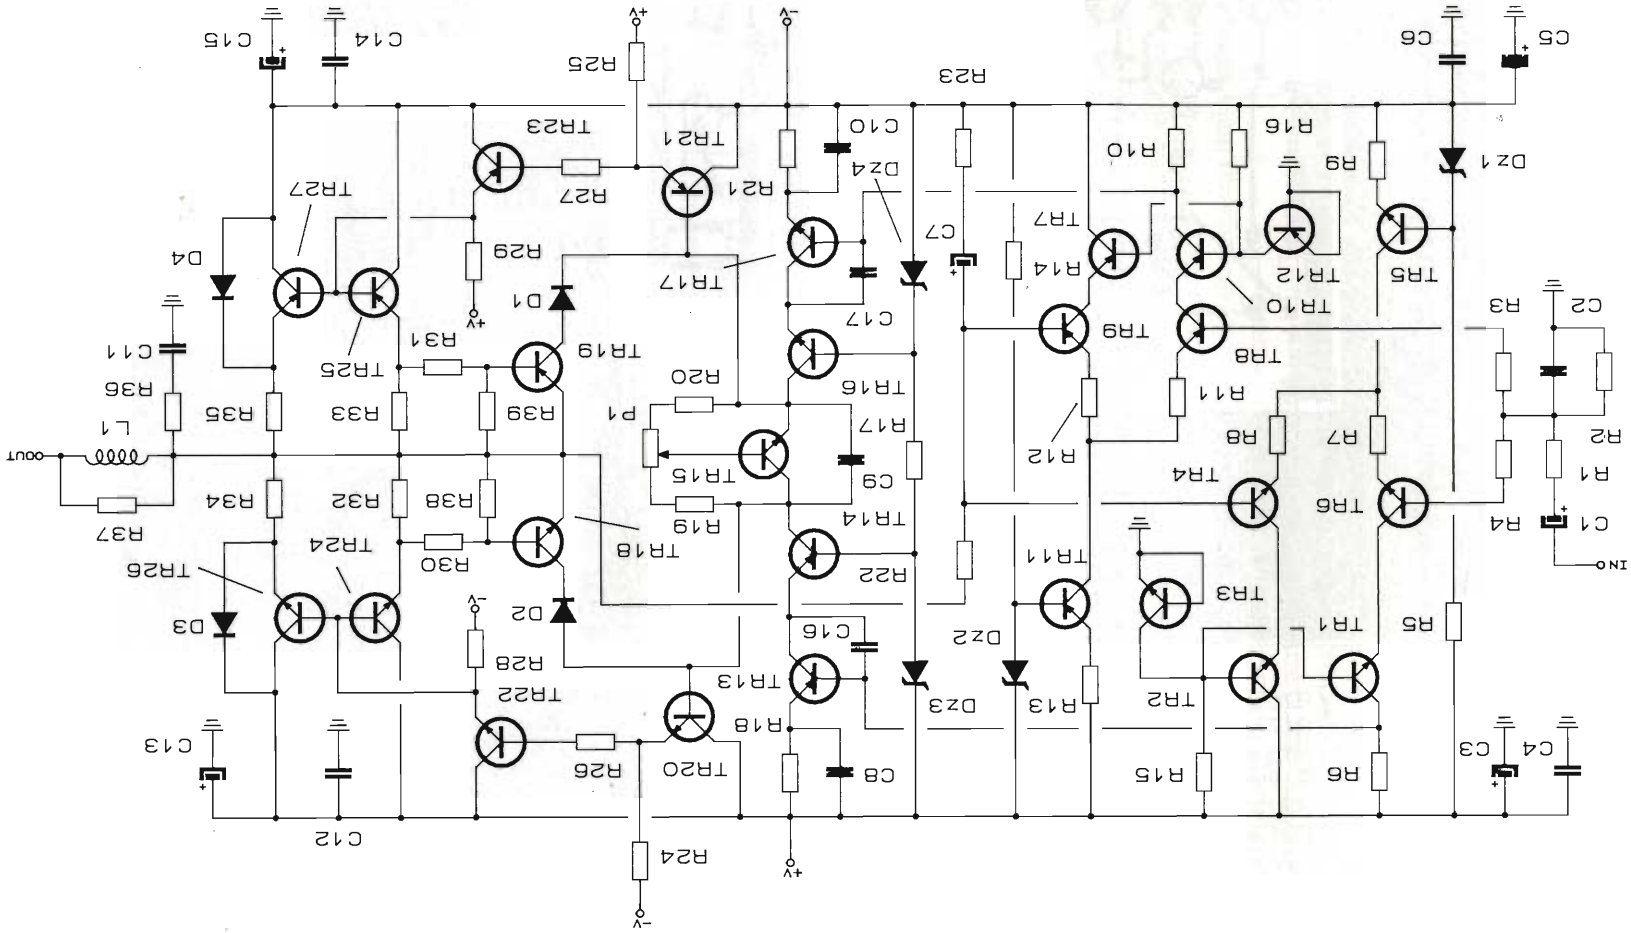 -V
+V
R24
C12
C4
C3
R6
R15
C8
TR20
R26
C13
R18
TR22
TR2
R13
Dz3
TR13
R28
-V
D3
TR1
Dz2
C16
R5
TR3
D2
TR26
IN
TR11
R22
TR18
R30
TR24
C1
R4
TR6
TR4
TR14
R19
R38
R32
R34
R37
R1
R7
R8
C9
TR15
R2
R12
R17
P1
OUT
L1
R11
R20
R39
R33
R35
R36
C11
TR8
TR9
TR16
TR19
R31
TR25
C2
R3
TR10
C17
D1
+V
TR5
TR12
R14
C7
TR17
R29
D4
TR7
R21
R27
TR27
Dz1
R9
R10
Dz4
TR21
R16
C10
TR23
R23
R25
C5
C6
C14
C15
-V
+V